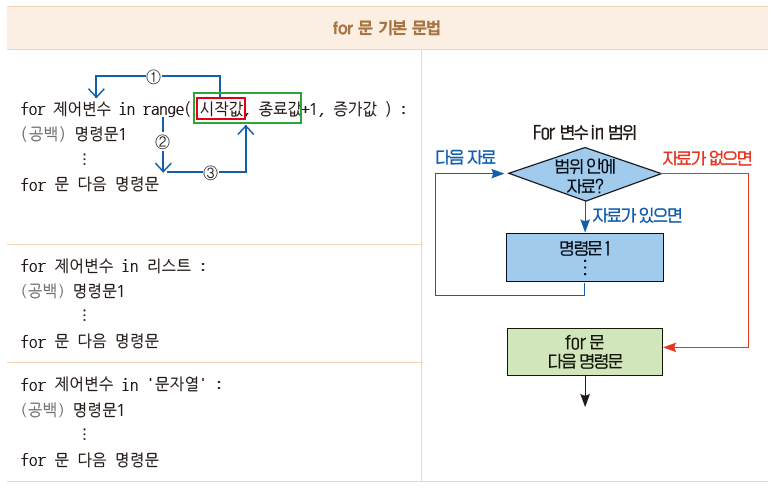 for 문 기본 문법
①
for 제어변수 in range( 시작값, 종료값+1, 증가값 ) :
(공백) 명령문1
②
⋮
③
for 문 다음 명령문
for 제어변수 in 리스트 :
(공백) 명령문1
⋮
for 문 다음 명령문
for 제어변수 in '문자열' :
(공백) 명령문1
⋮
for 문 다음 명령문
For 변수 in 범위
다음 자료
범위 안에
자료?
자료가 없으면
자료가 있으면
명령문 1
⋮
for 문
다음 명령문